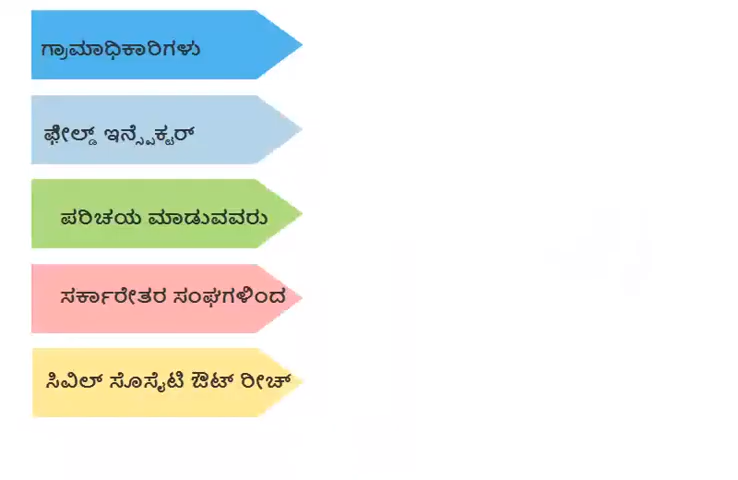 ಗ್ರಾಮಾಧಿಕಾರಿಗಳು
ಫೀಲ್ಡ್ ಇನ್ಸ್ಪೆಕ್ಟರ್
ಪರಿಚಯ ಮಾಡುವವರು
ಸರ್ಕಾರೇತರ ಸಂಘಗಳಿಂದ
ಸಿವಿಲ್ ಸೊಸೈಟಿ ಔಟ್ ರೀಚ್